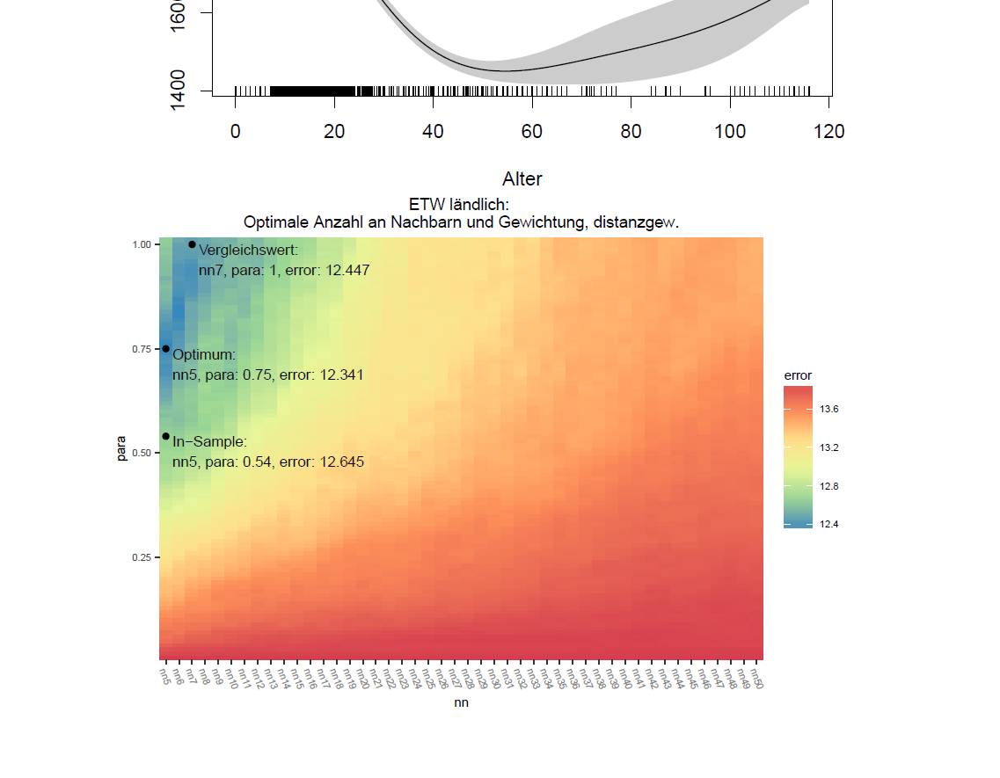 1600
1400
0 20 40 60 80 100 120
Alter
ETW ländlich:
Optimale Anzahl an Nachbarn und Gewichtung, distanzgew.
1.00
Vergleichswert:
nn7, para: 1, error: 12.447
0.75
Optimum:
nn5, para: 0.75, error: 12.341
In−Sample:
nn5, para: 0.54, error: 12.645
0.50
0.25
para
error
13.6
13.2
12.8
12.4
nn5 nn6 nn7 nn8 nn9 nn10 nn11 nn12 nn13 nn14 nn15 nn16 nn17 nn18 nn19 nn20 nn21 nn22 nn23 nn24 nn25 nn26 nn27 nn28 nn29 nn30 nn31 nn32 nn33 nn34 nn35 nn36 nn37 nn38 nn39 nn40 nn41 nn42 nn43 nn44 nn45 nn46 nn47 nn48 nn49 nn50
nn